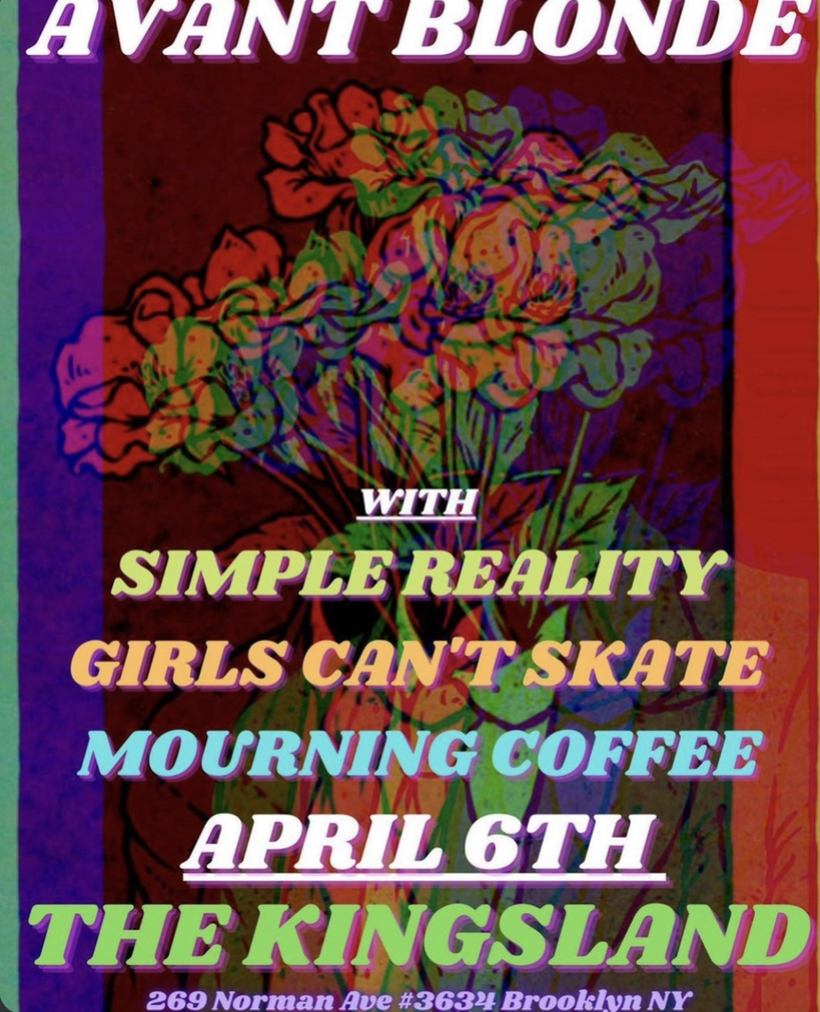 AVANT BLONDE
WITH
SIMPLE REALITY
GIRLS CAN'T SKATE
MOURNING COFFEE
APRIL 6TH
THE KINGSLAND
269 Norman Ave #3634 Brooklyn NY